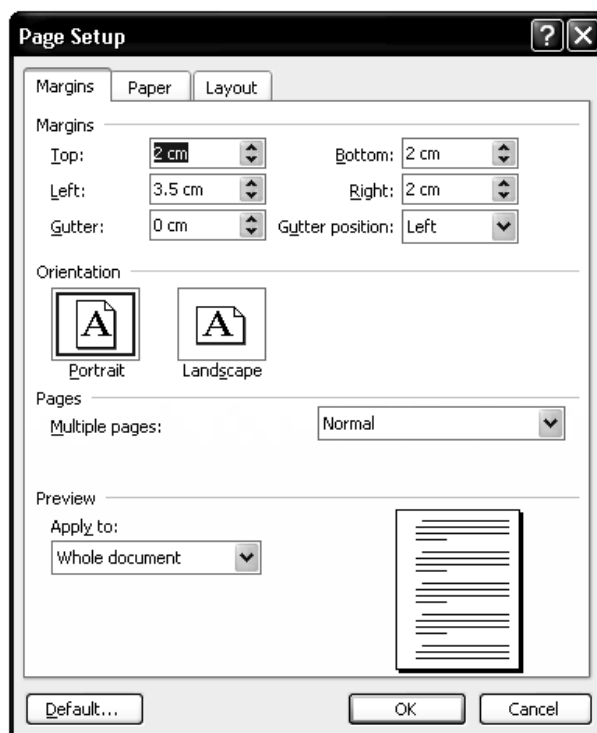 Page Setup
Margins Paper Layout
Margins
Top: 2 cm Bottom: 2 cm
Left: 3.5 cm Right: 2 cm
Gutter: 0 cm Gutter position: Left
Orientation
A A
Portrait Landscape
Pages
Multiple pages: Normal
Preview
Apply to:
Whole document
Default... OK Cancel